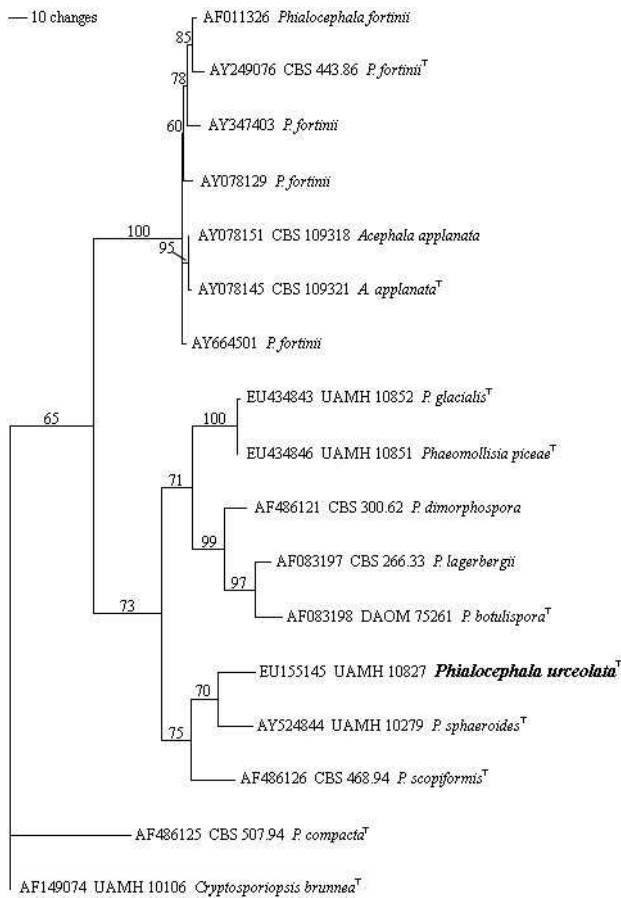 10 changes
AF011326 Phialocephala fortinii
85
AY249076 CBS 443.86 P. fortinii T
78
AY347403 P. fortinii
60
AY078129 P. fortinii
100
AY078151 CBS 109318 Acephala applanata
95
AY078145 CBS 109321 A. applanata T
AY664501 P. fortinii
EU434843 UAMH 10852 P. glacialis T
65
100
EU434846 UAMH 10851 Phaeomollisia piceae T
71
AF486121 CBS 300.62 P. dimorphospora
99
AF083197 CBS 266.33 P. lagerbergii
97
73
AF083198 DAOM 75261 P. botulispora T
EU155145 UAMH 10827 Phialocephala urceolata T
70
AY524844 UAMH 10279 P. sphaeroides T
75
AF486126 CBS 468.94 P. scopiformis T
AF486125 CBS 507.94 P. compacta T
AF149074 UAMH 10106 Cryptosporiopsis brunnea T